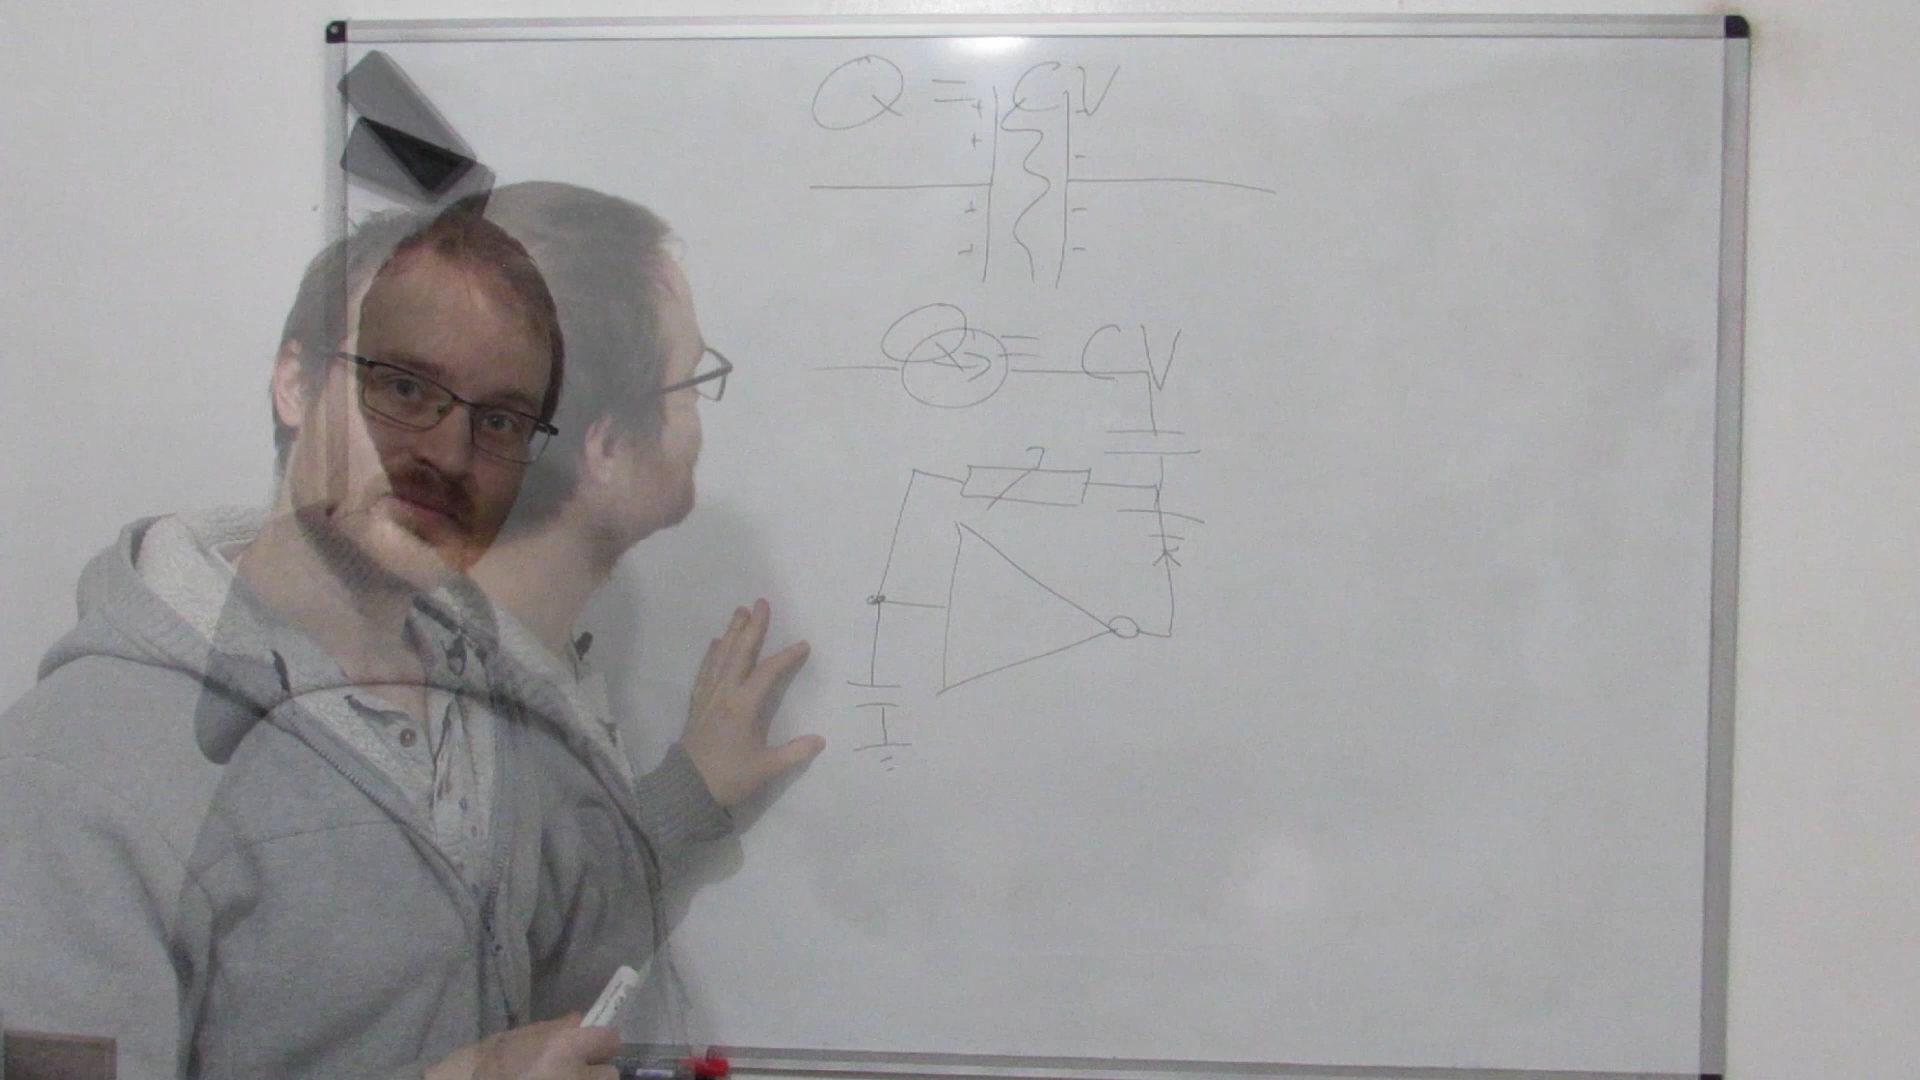 Q = CV
Q = CV